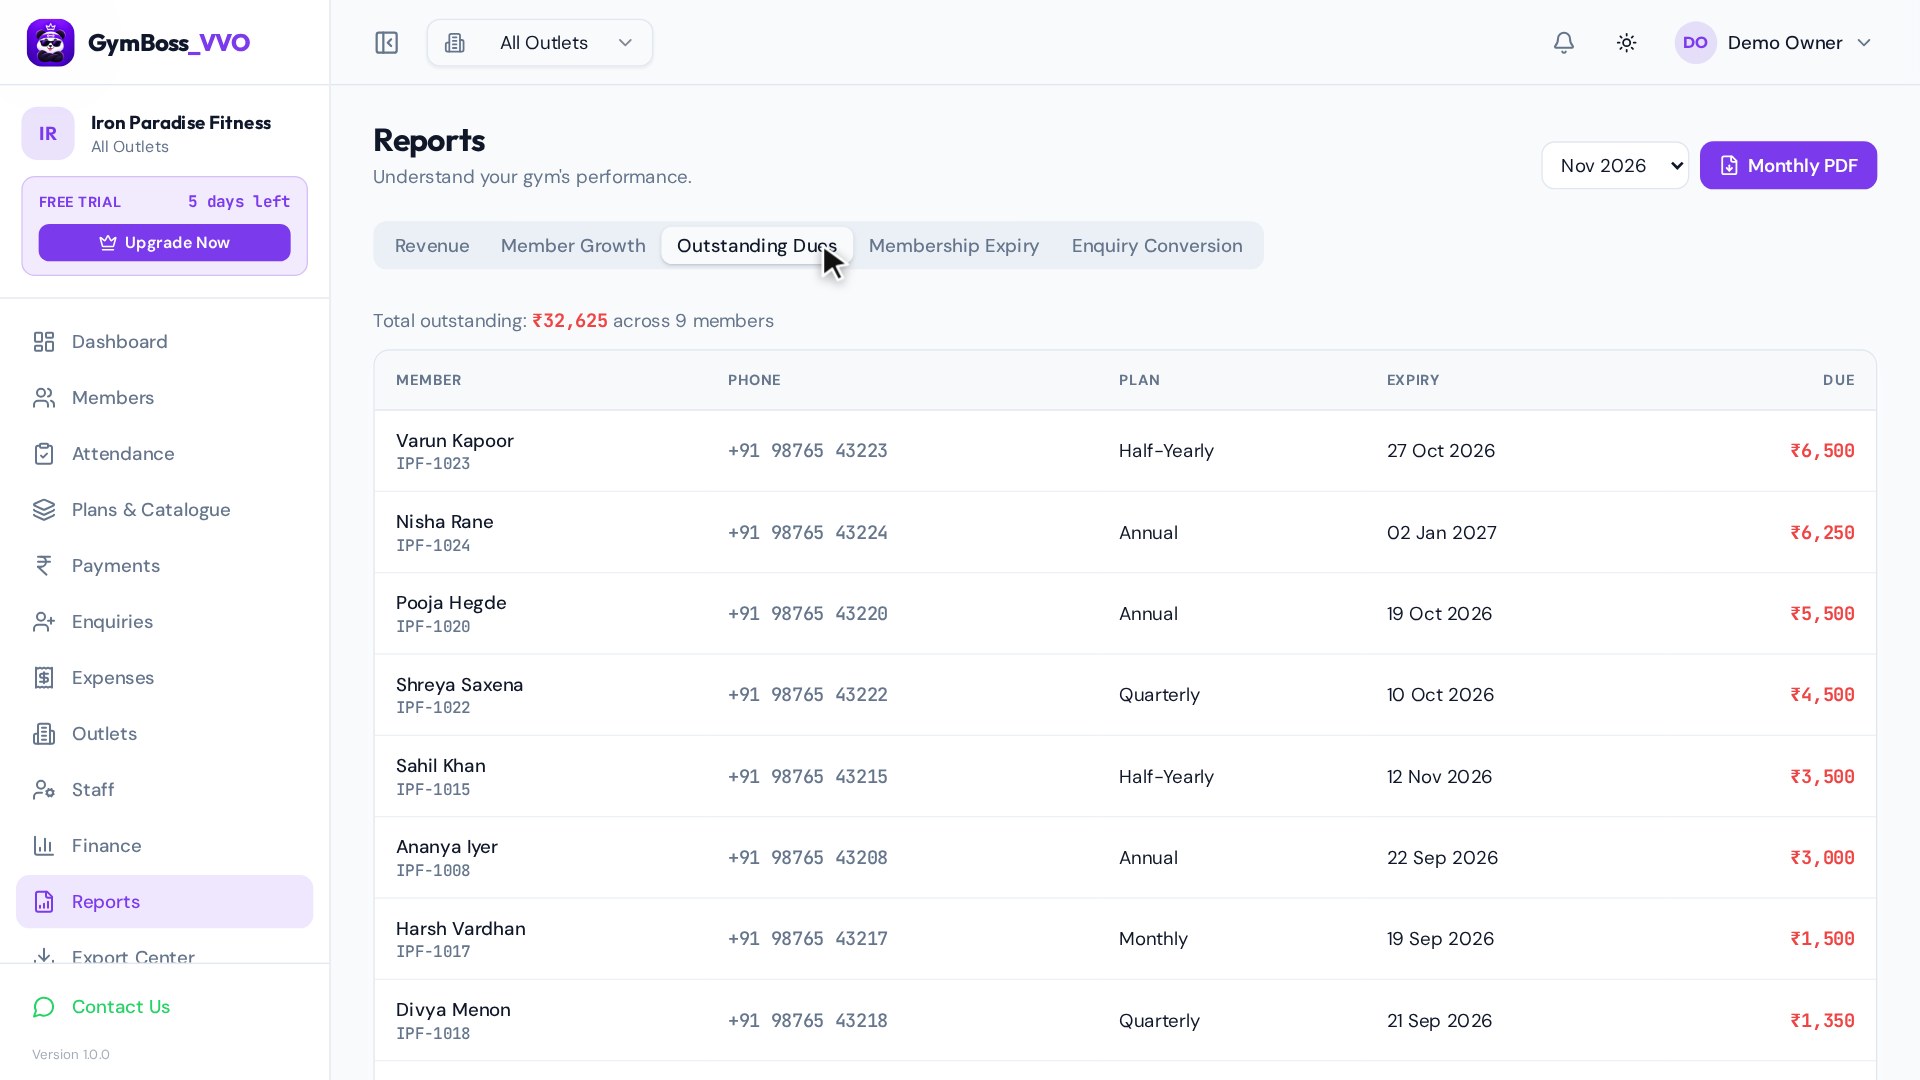 GymBoss_VVO
All Outlets
DO Demo Owner
IR
Iron Paradise Fitness
All Outlets
FREE TRIAL 5 days left
Upgrade Now
Dashboard
Members
Attendance
Plans & Catalogue
Payments
Enquiries
Expenses
Outlets
Staff
Finance
Reports
Export Center
Contact Us
Version 1.0.0
Reports
Understand your gym's performance.
Nov 2026
Monthly PDF
Revenue Member Growth Outstanding Dues Membership Expiry Enquiry Conversion
Total outstanding: ₹32,625 across 9 members
MEMBER PHONE PLAN EXPIRY DUE
Varun Kapoor
IPF-1023
+91 98765 43223 Half-Yearly 27 Oct 2026 ₹6,500
Nisha Rane
IPF-1024
+91 98765 43224 Annual 02 Jan 2027 ₹6,250
Pooja Hegde
IPF-1020
+91 98765 43220 Annual 19 Oct 2026 ₹5,500
Shreya Saxena
IPF-1022
+91 98765 43222 Quarterly 10 Oct 2026 ₹4,500
Sahil Khan
IPF-1015
+91 98765 43215 Half-Yearly 12 Nov 2026 ₹3,500
Ananya Iyer
IPF-1008
+91 98765 43208 Annual 22 Sep 2026 ₹3,000
Harsh Vardhan
IPF-1017
+91 98765 43217 Monthly 19 Sep 2026 ₹1,500
Divya Menon
IPF-1018
+91 98765 43218 Quarterly 21 Sep 2026 ₹1,350